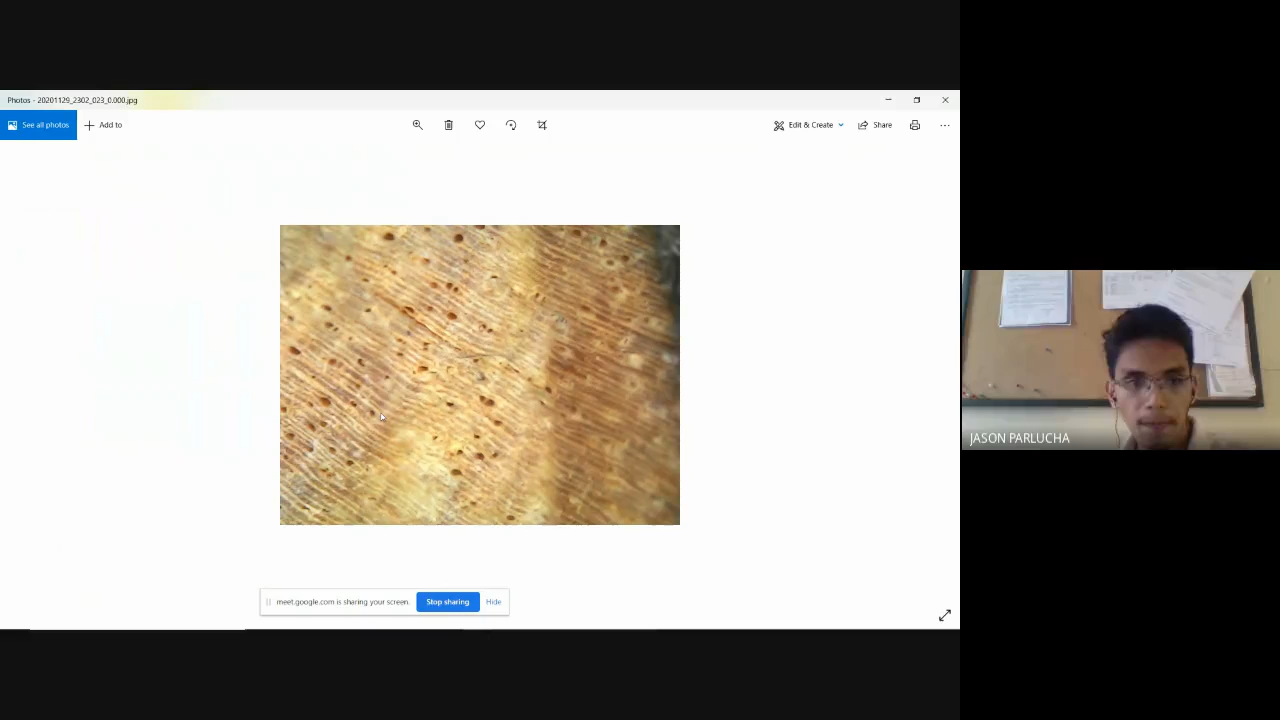 Photos - 20201129_2302_023_0.000.jpg
See all photos
Add to
Edit & Create
Share
JASON PARLUCHA
meet.google.com is sharing your screen.
Stop sharing
Hide